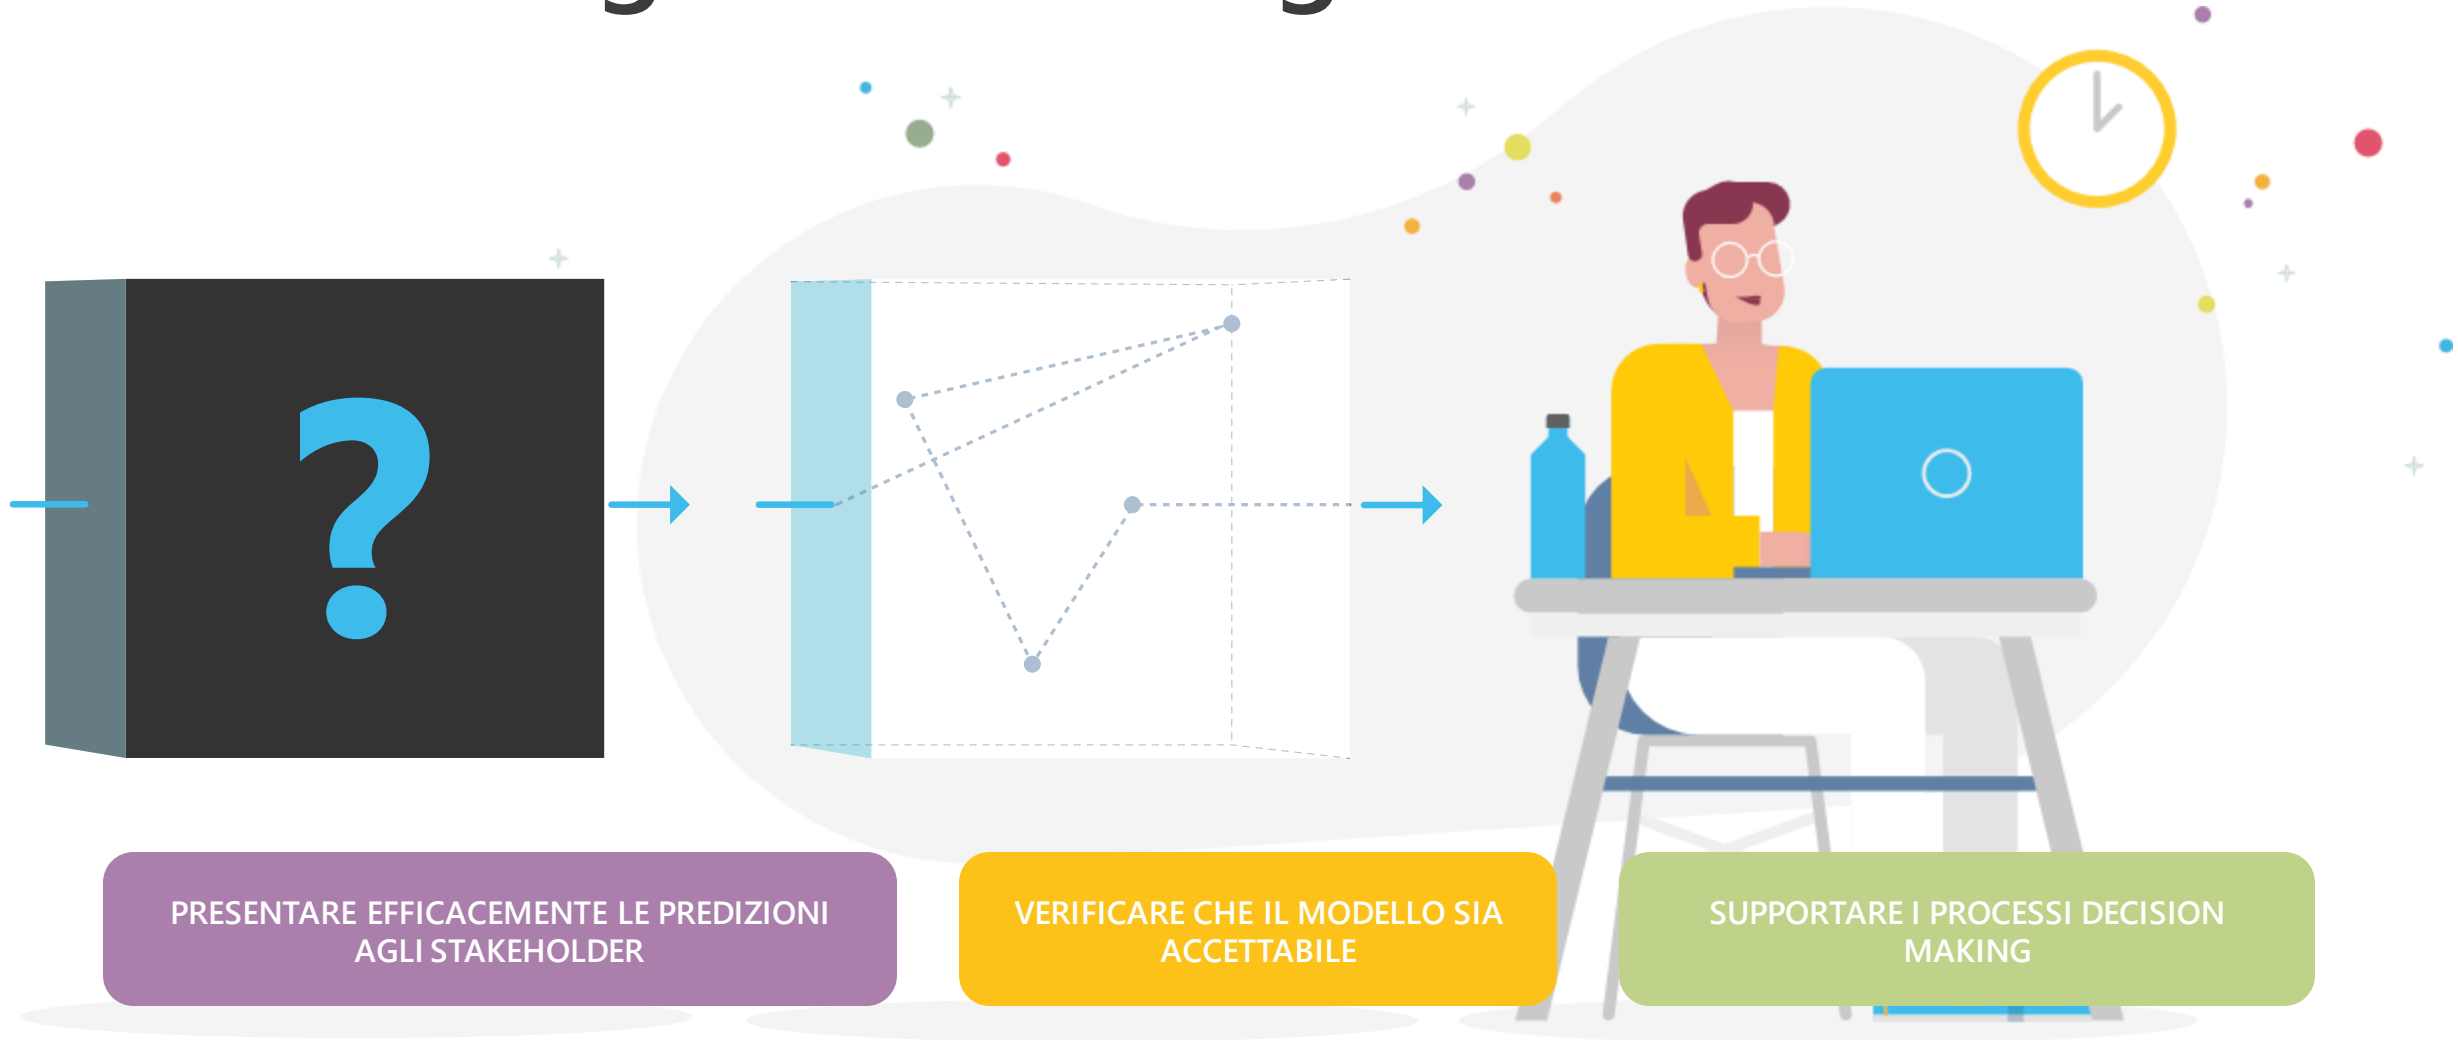 ?
PRESENTARE EFFICACEMENTE LE PREDIZIONI
AGLI STAKEHOLDER
VERIFICARE CHE IL MODELLO SIA
ACCETTABILE
SUPPORTARE I PROCESSI DECISION
MAKING